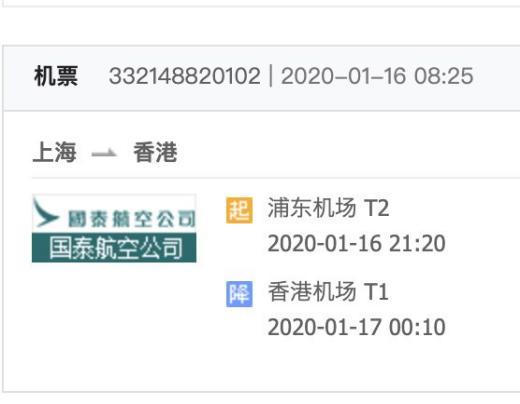 机票 332148820102 | 2020-01-16 08:25
上海 香港
國泰航空公司
国泰航空公司
起 浦东机场 T2
2020-01-16 21:20
降 香港机场 T1
2020-01-17 00:10